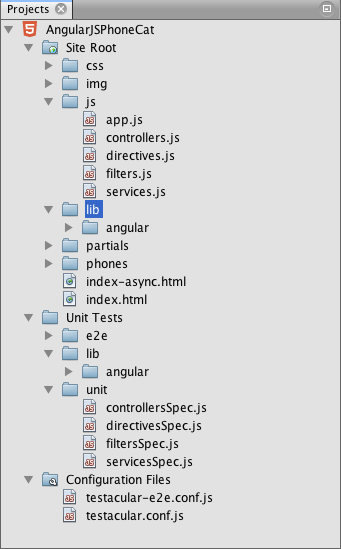 Projects
AngularJSPhoneCat
Site Root
css
img
js
app.js
controllers.js
directives.js
filters.js
services.js
lib
angular
partials
phones
index-async.html
index.html
Unit Tests
e2e
lib
angular
unit
controllersSpec.js
directivesSpec.js
filtersSpec.js
servicesSpec.js
Configuration Files
testacular-e2e.conf.js
testacular.conf.js